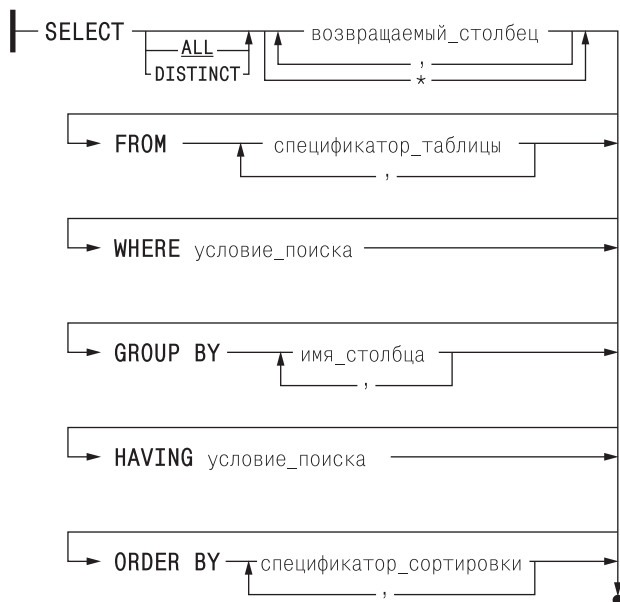 SELECT ALL возвращаемый_столбец
DISTINCT ,
*
FROM спецификатор_таблицы
,
WHERE условие_поиска
GROUP BY имя_столбца
,
HAVING условие_поиска
ORDER BY спецификатор_сортировки
,